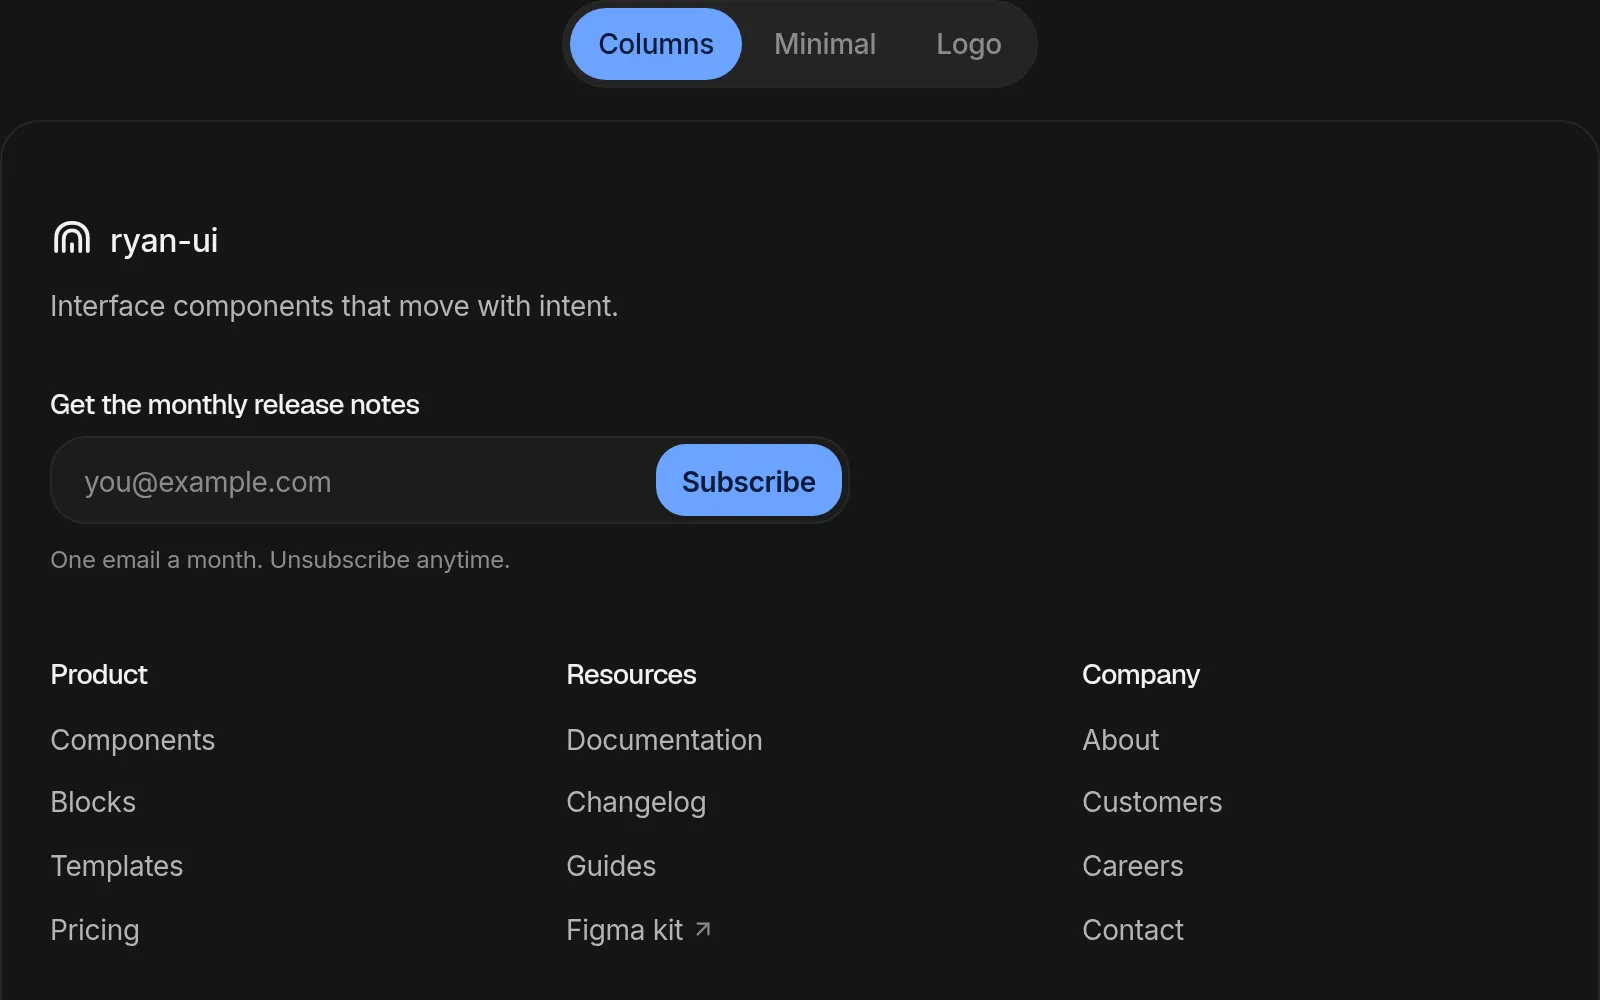 Columns Minimal Logo
ryan-ui
Interface components that move with intent.
Get the monthly release notes
you@example.com Subscribe
One email a month. Unsubscribe anytime.
Product Resources Company
Components Documentation About
Blocks Changelog Customers
Templates Guides Careers
Pricing Figma kit Contact